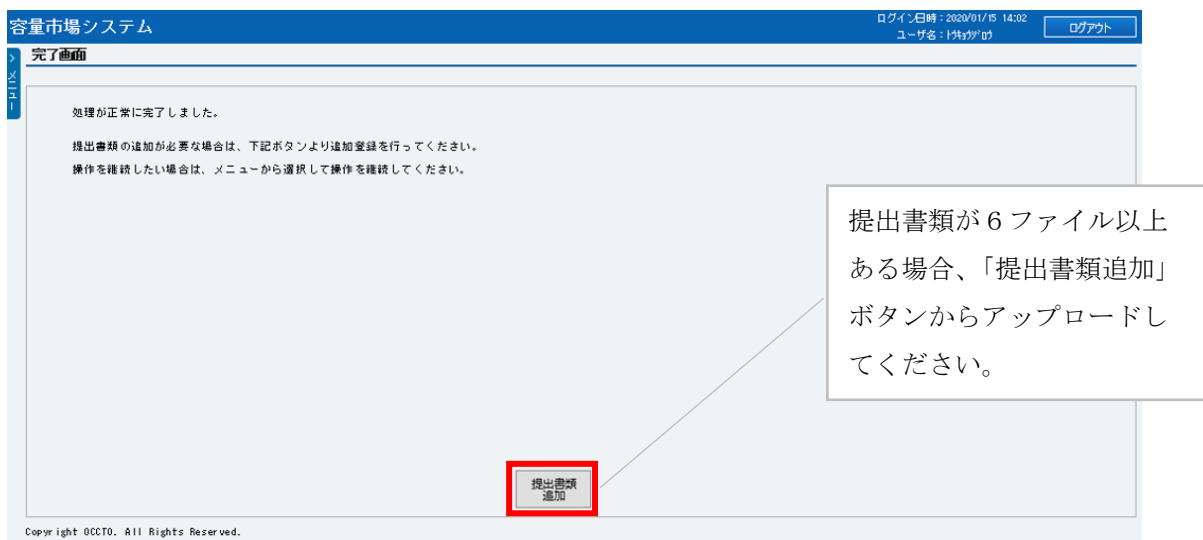 容量市場システム
ログイン日時：2020/01/15 14:02
ユーザ名：ﾄｳｷｮｳｼﾞﾛｳ
ログアウト
> メニュー
完了画面
処理が正常に完了しました。
提出書類の追加が必要な場合は、下記ボタンより追加登録を行ってください。
操作を継続したい場合は、メニューから選択して操作を継続してください。
提出書類が６ファイル以上
ある場合、「提出書類追加」
ボタンからアップロードし
てください。
提出書類
追加
Copyright OCCTO. All Rights Reserved.